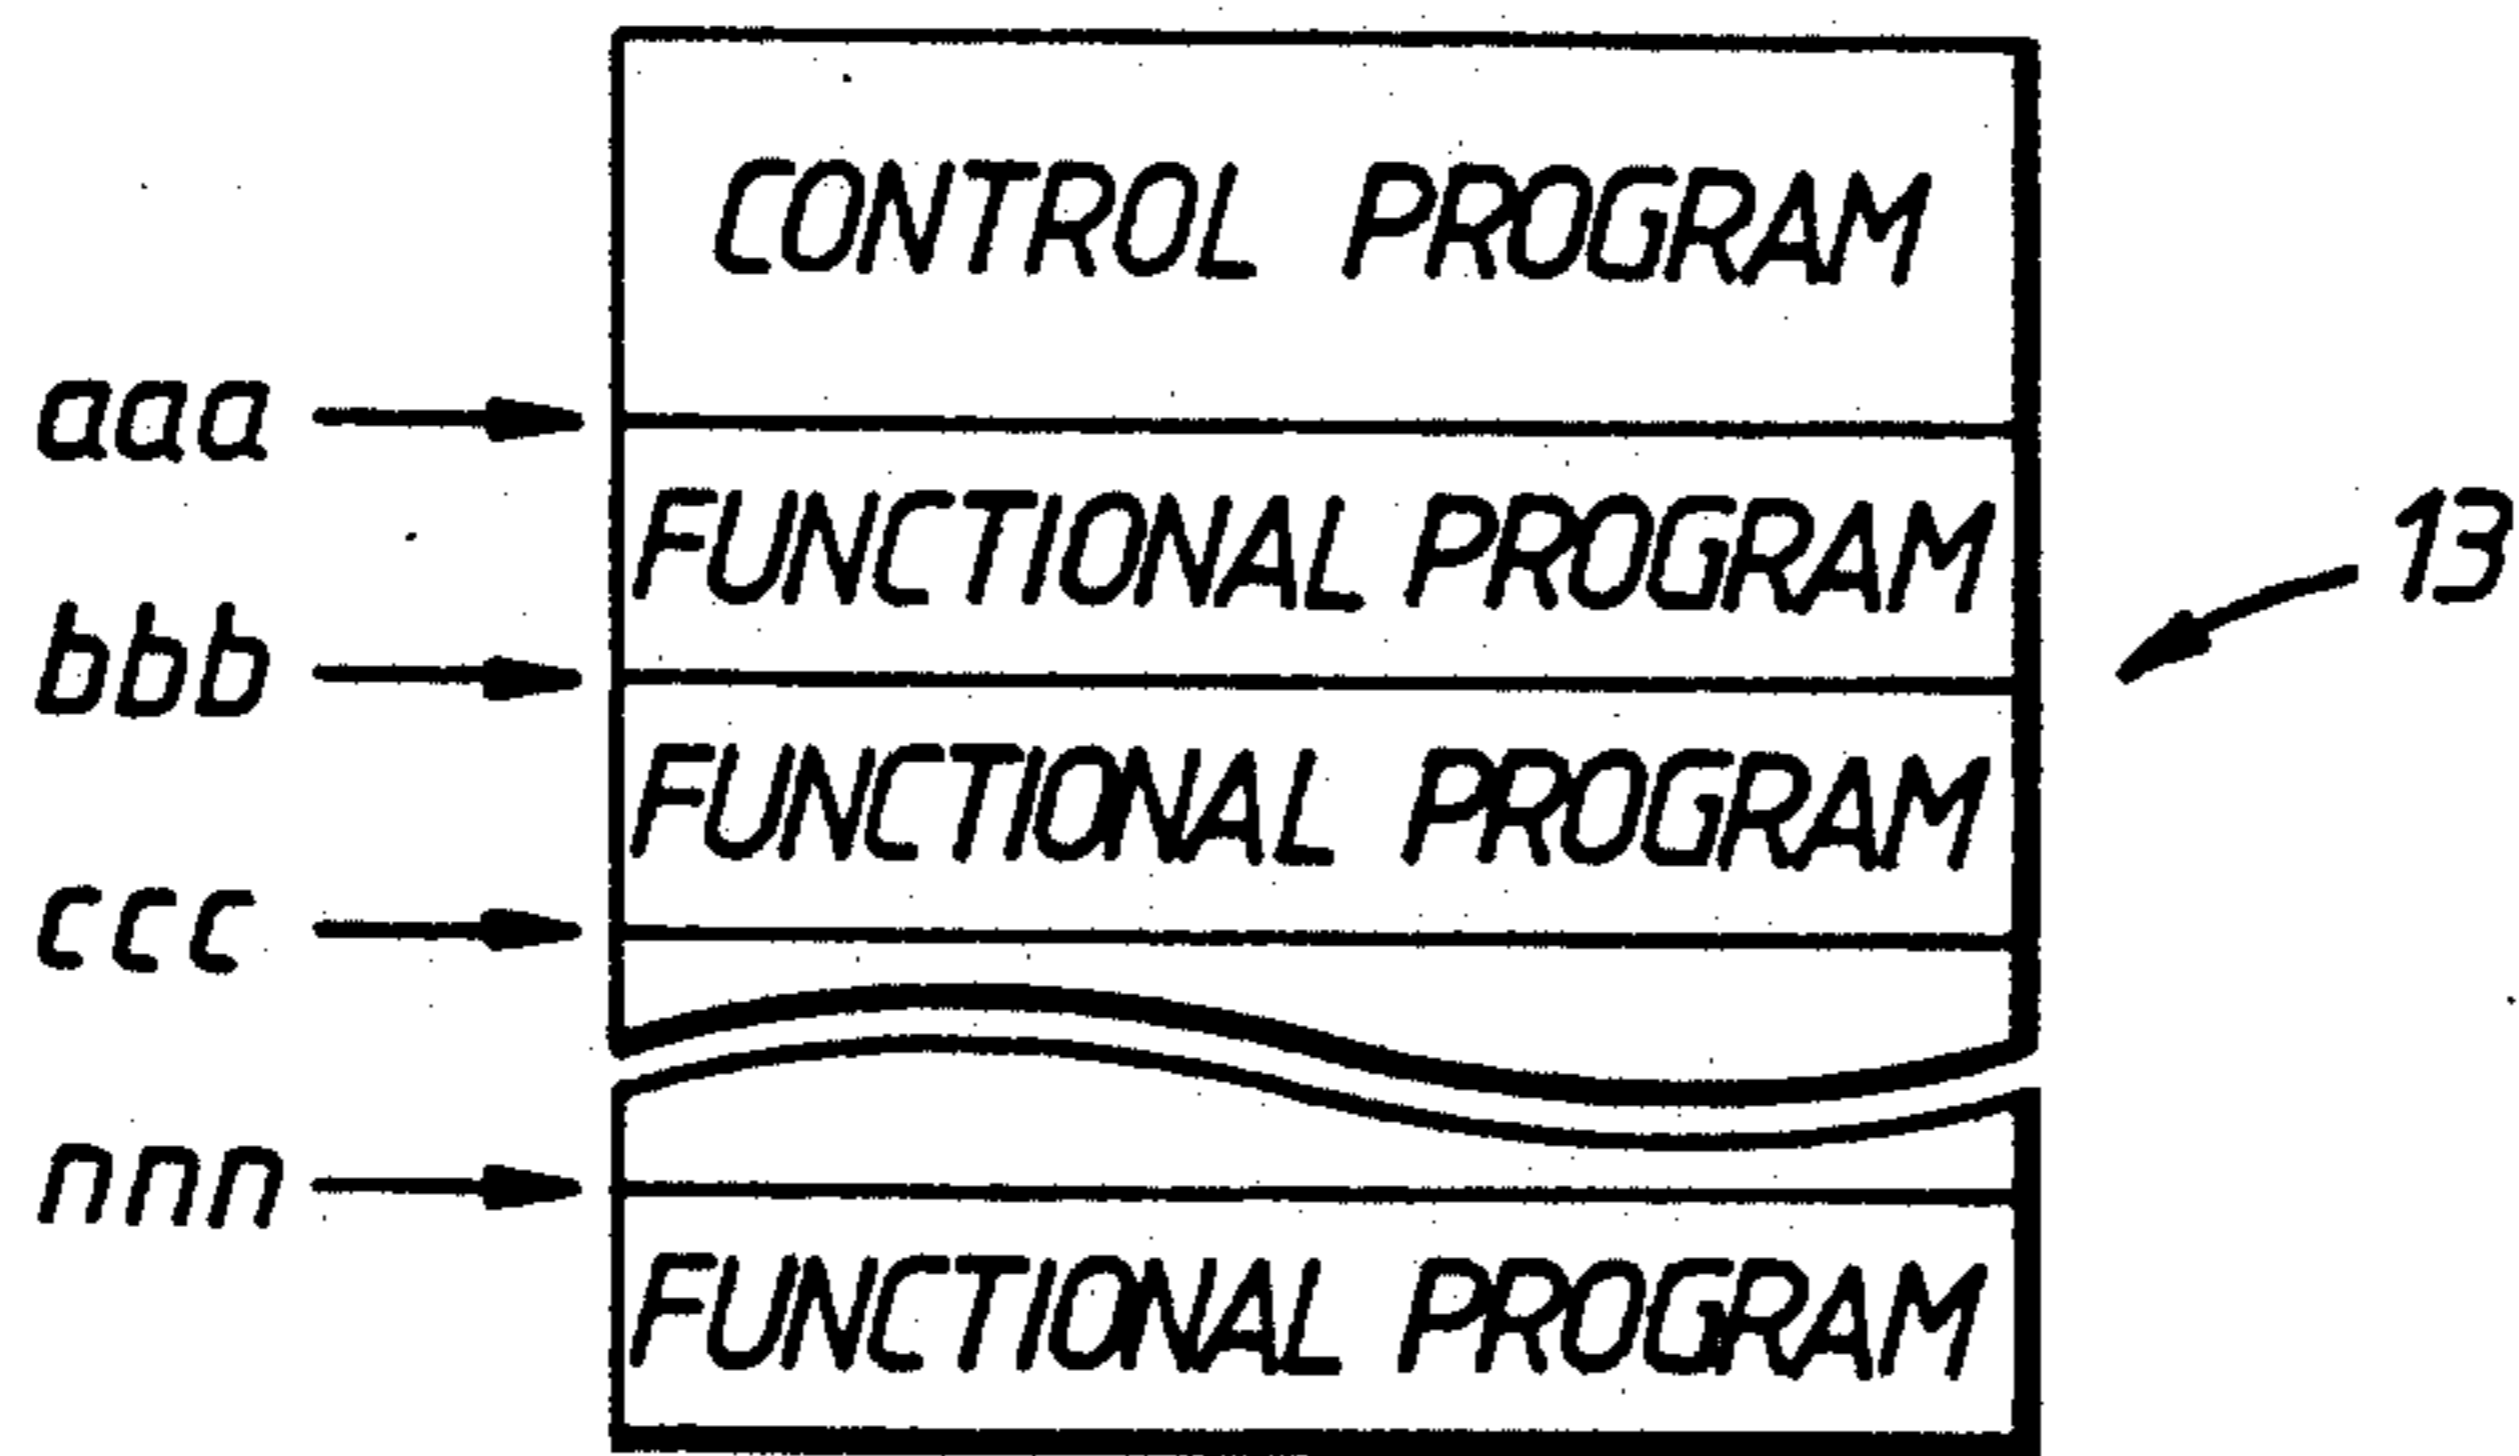 CONTROL PROGRAM
aaa
FUNCTIONAL PROGRAM
13
bbb
FUNCTIONAL PROGRAM
ccc
nnn
FUNCTIONAL PROGRAM